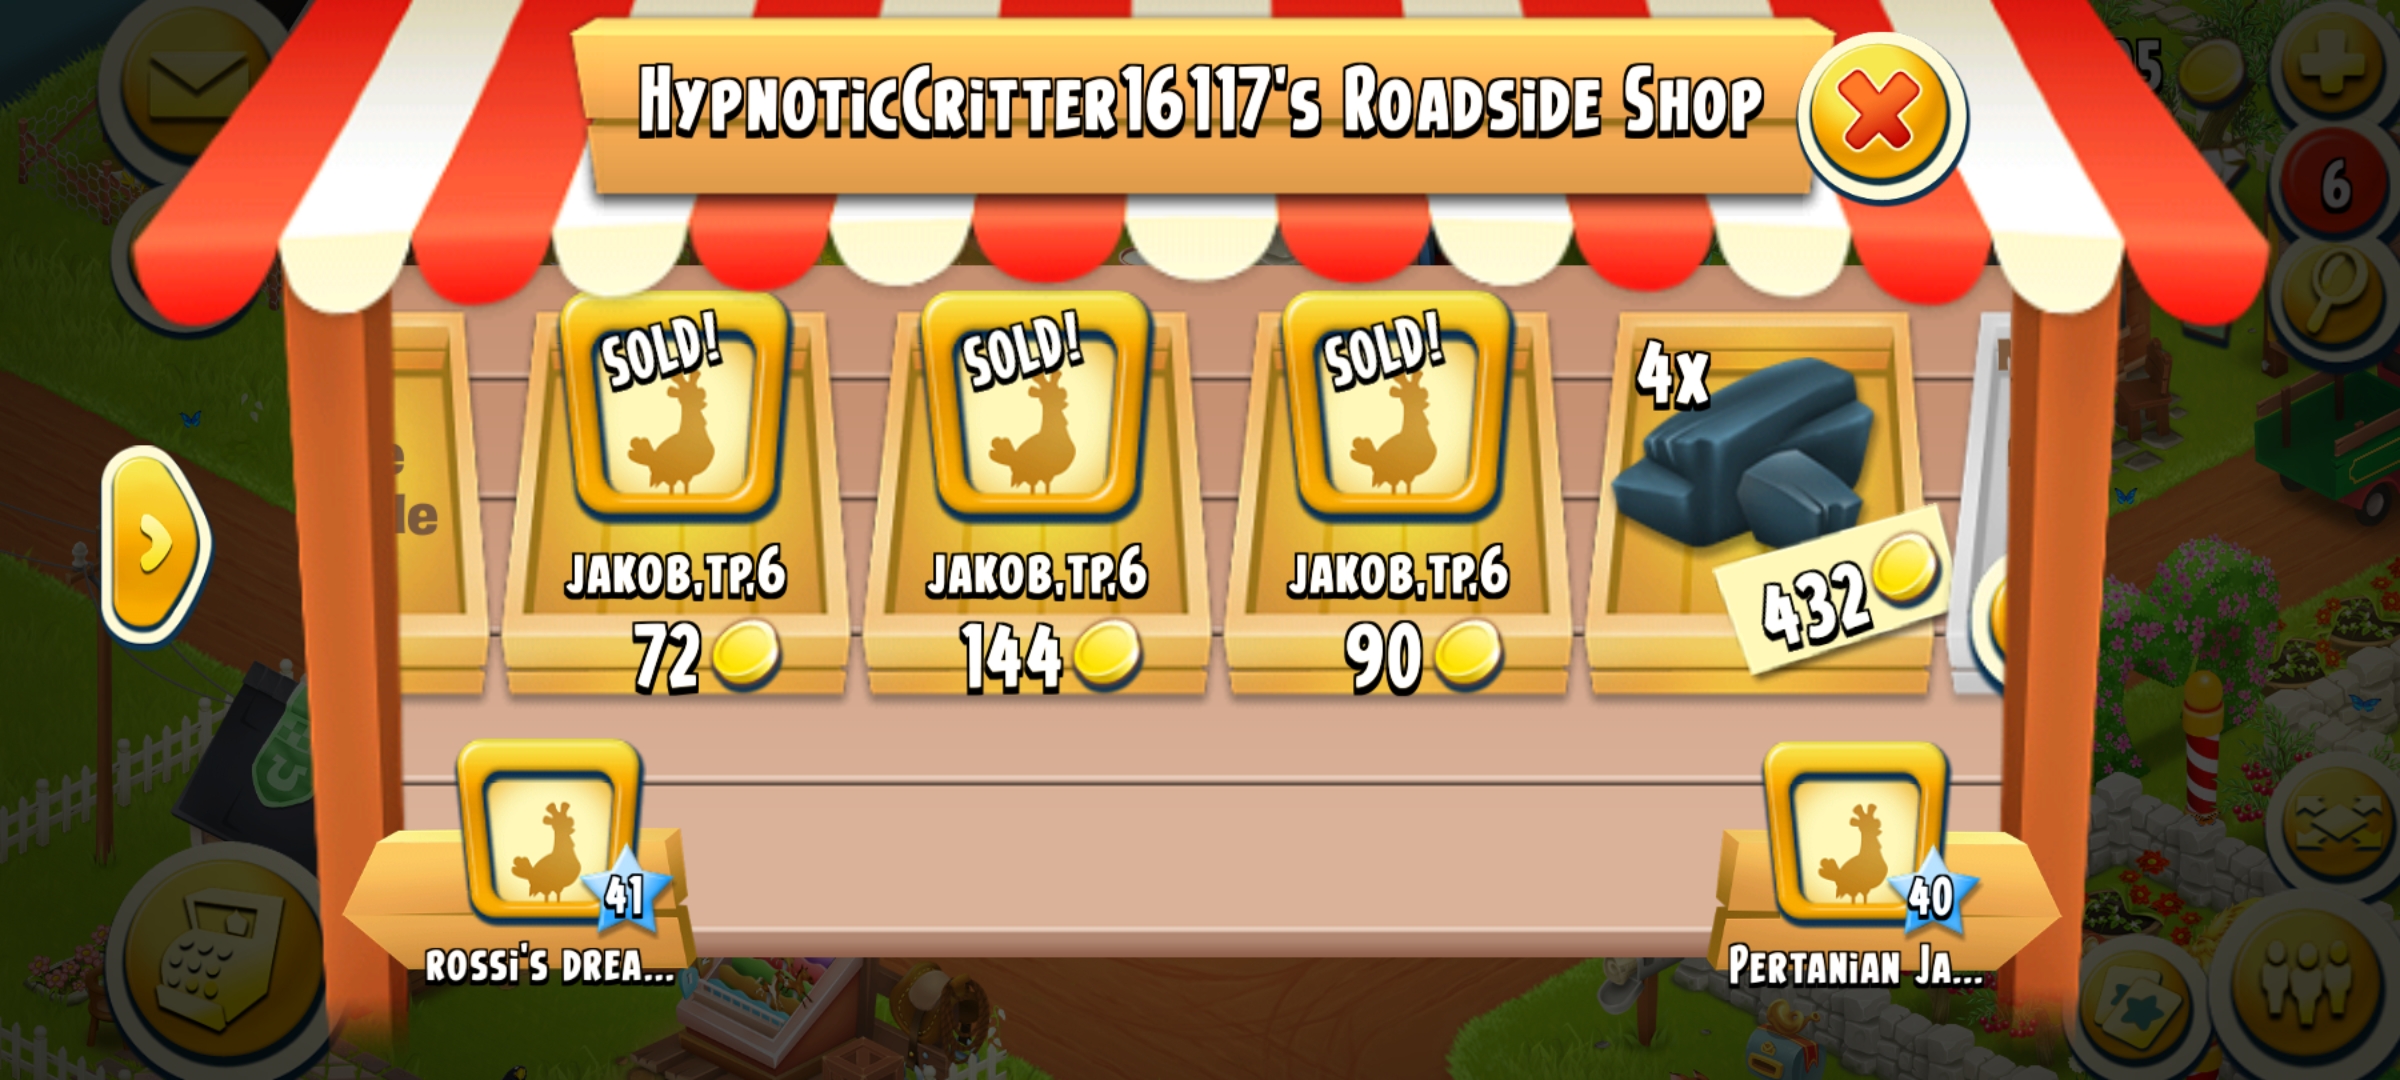 HypnoticCritter16117's Roadside Shop
6
SOLD!
SOLD!
SOLD!
4x
JAKOB.TP.6
JAKOB.TP.6
JAKOB.TP.6
432
72
144
90
41
40
ROSSi'S DREA...
PERTANIAN JA...